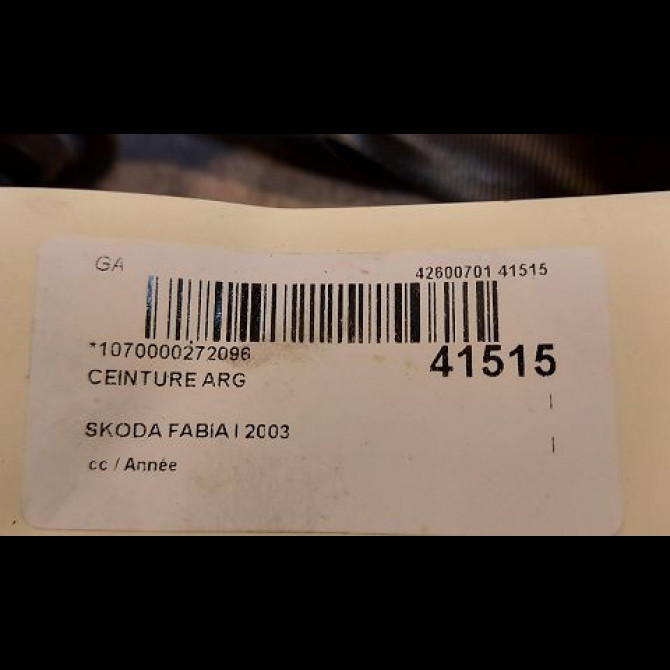 GA 42600701 41515
*1070000272096 41515
CEINTURE ARG
SKODA FABIA I 2003
cc / Année